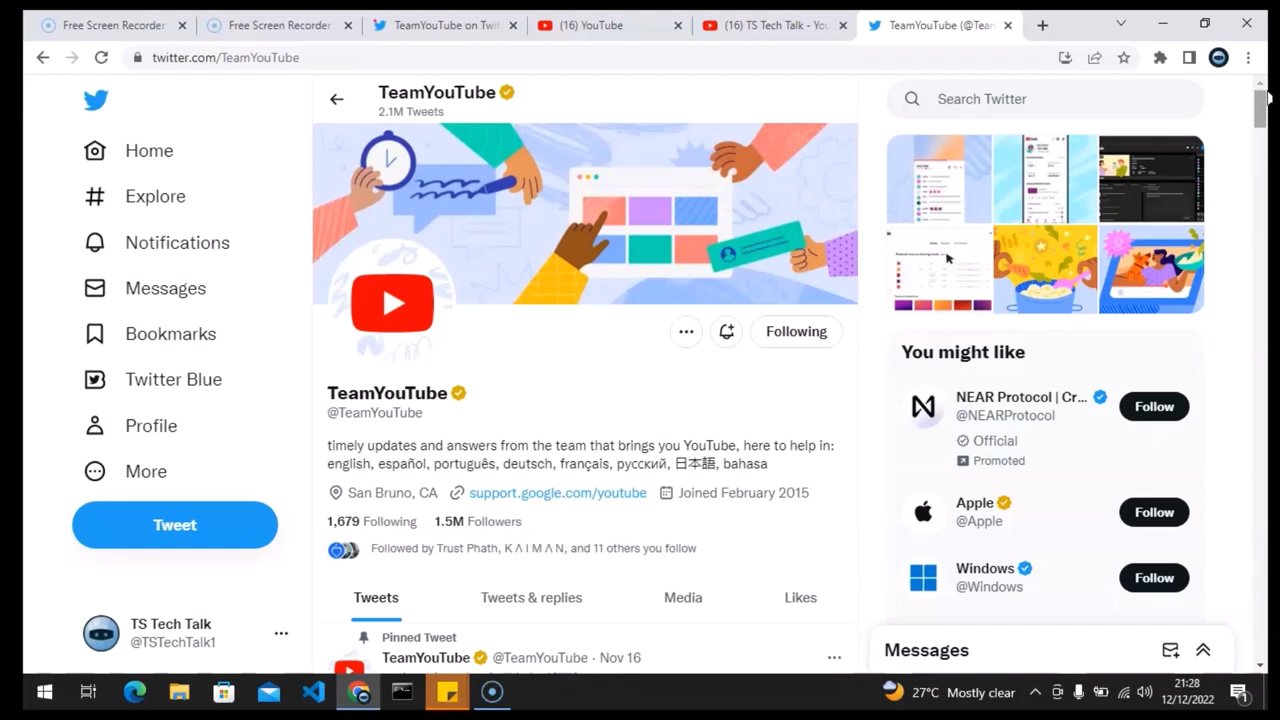 Free Screen Recorder
Free Screen Recorder
TeamYouTube on Twit
(16) YouTube
(16) TS Tech Talk - You
TeamYouTube (@Tean
twitter.com/TeamYouTube
TeamYouTube
2.1M Tweets
Search Twitter
Home
Explore
Notifications
Messages
Bookmarks
Twitter Blue
Profile
More
Tweet
TS Tech Talk
@TSTechTalk1
Following
TeamYouTube
@TeamYouTube
timely updates and answers from the team that brings you YouTube, here to help in:
english, español, português, deutsch, français, русский, 日本語, bahasa
San Bruno, CA support.google.com/youtube Joined February 2015
1,679 Following 1.5M Followers
Followed by Trust Phath, K Λ I M Λ N, and 11 others you follow
Tweets Tweets & replies Media Likes
Pinned Tweet
TeamYouTube @TeamYouTube · Nov 16
You might like
NEAR Protocol | Cr...
@NEARProtocol
Official
Promoted
Follow
Apple
@Apple
Follow
Windows
@Windows
Follow
Messages
27°C Mostly clear
21:28
12/12/2022
1